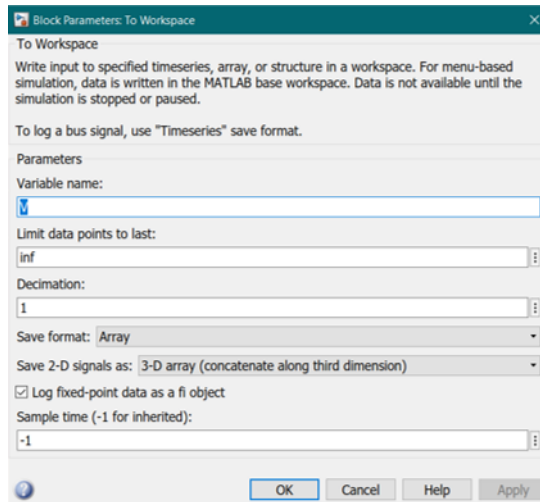 Block Parameters: To Workspace
To Workspace
Write input to specified timeseries, array, or structure in a workspace. For menu-based
simulation, data is written in the MATLAB base workspace. Data is not available until the
simulation is stopped or paused.
To log a bus signal, use "Timeseries" save format.
Parameters
Variable name:
V
Limit data points to last:
inf
Decimation:
1
Save format: Array
Save 2-D signals as: 3-D array (concatenate along third dimension)
Log fixed-point data as a fi object
Sample time (-1 for inherited):
-1
OK Cancel Help Apply